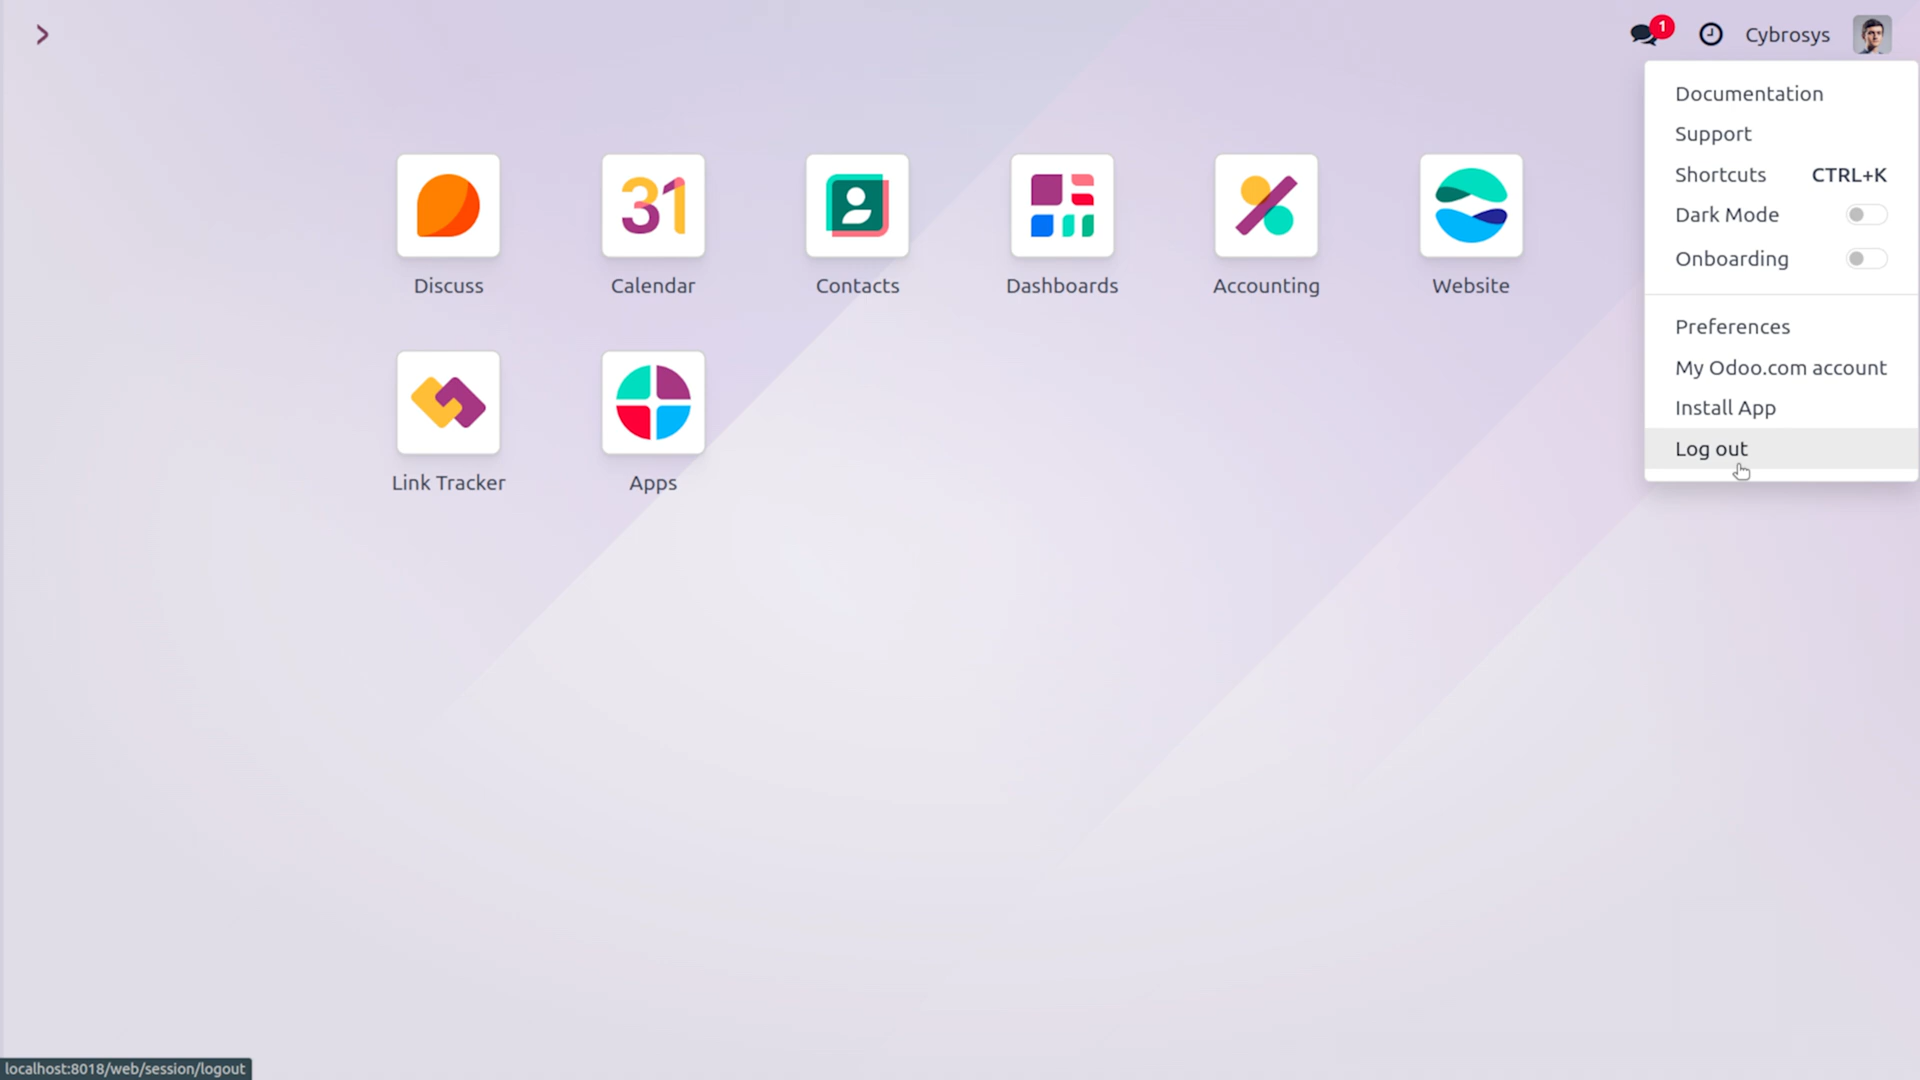 1
Cybrosys
Documentation
Support
Shortcuts CTRL+K
Dark Mode
Onboarding
Preferences
My Odoo.com account
Install App
Log out
31
Discuss
Calendar
Contacts
Dashboards
Accounting
Website
Link Tracker
Apps
localhost:8018/web/session/logout